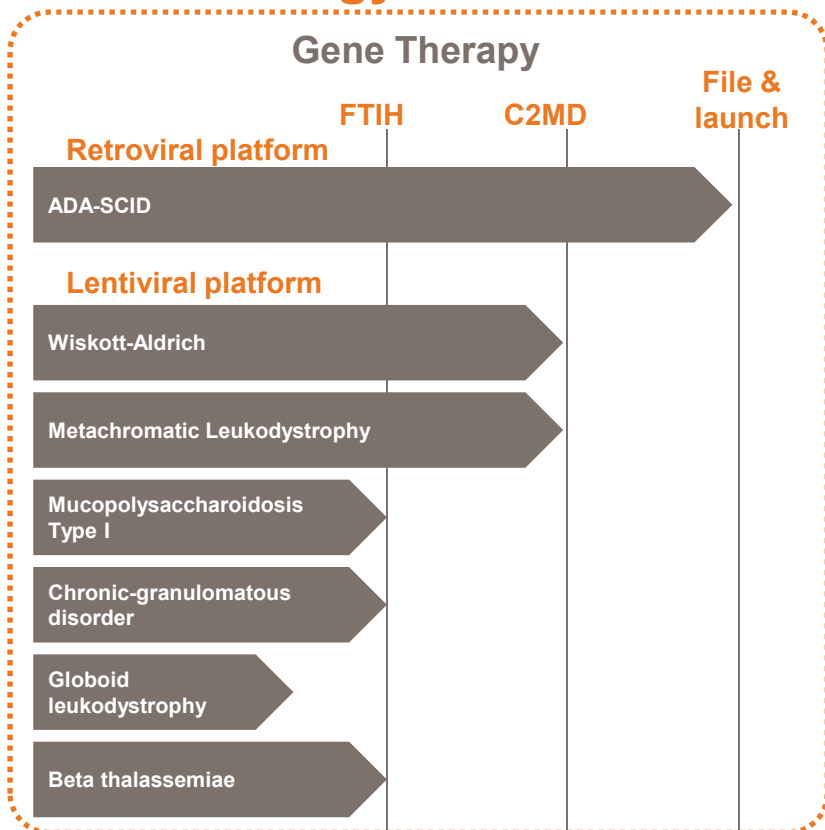 Gene Therapy
FTIH
C2MD
File &
launch
Retroviral platform
ADA-SCID
Lentiviral platform
Wiskott-Aldrich
Metachromatic Leukodystrophy
Mucopolysaccharoidosis
Type I
Chronic-granulomatous
disorder
Globoid
leukodystrophy
Beta thalassemiae